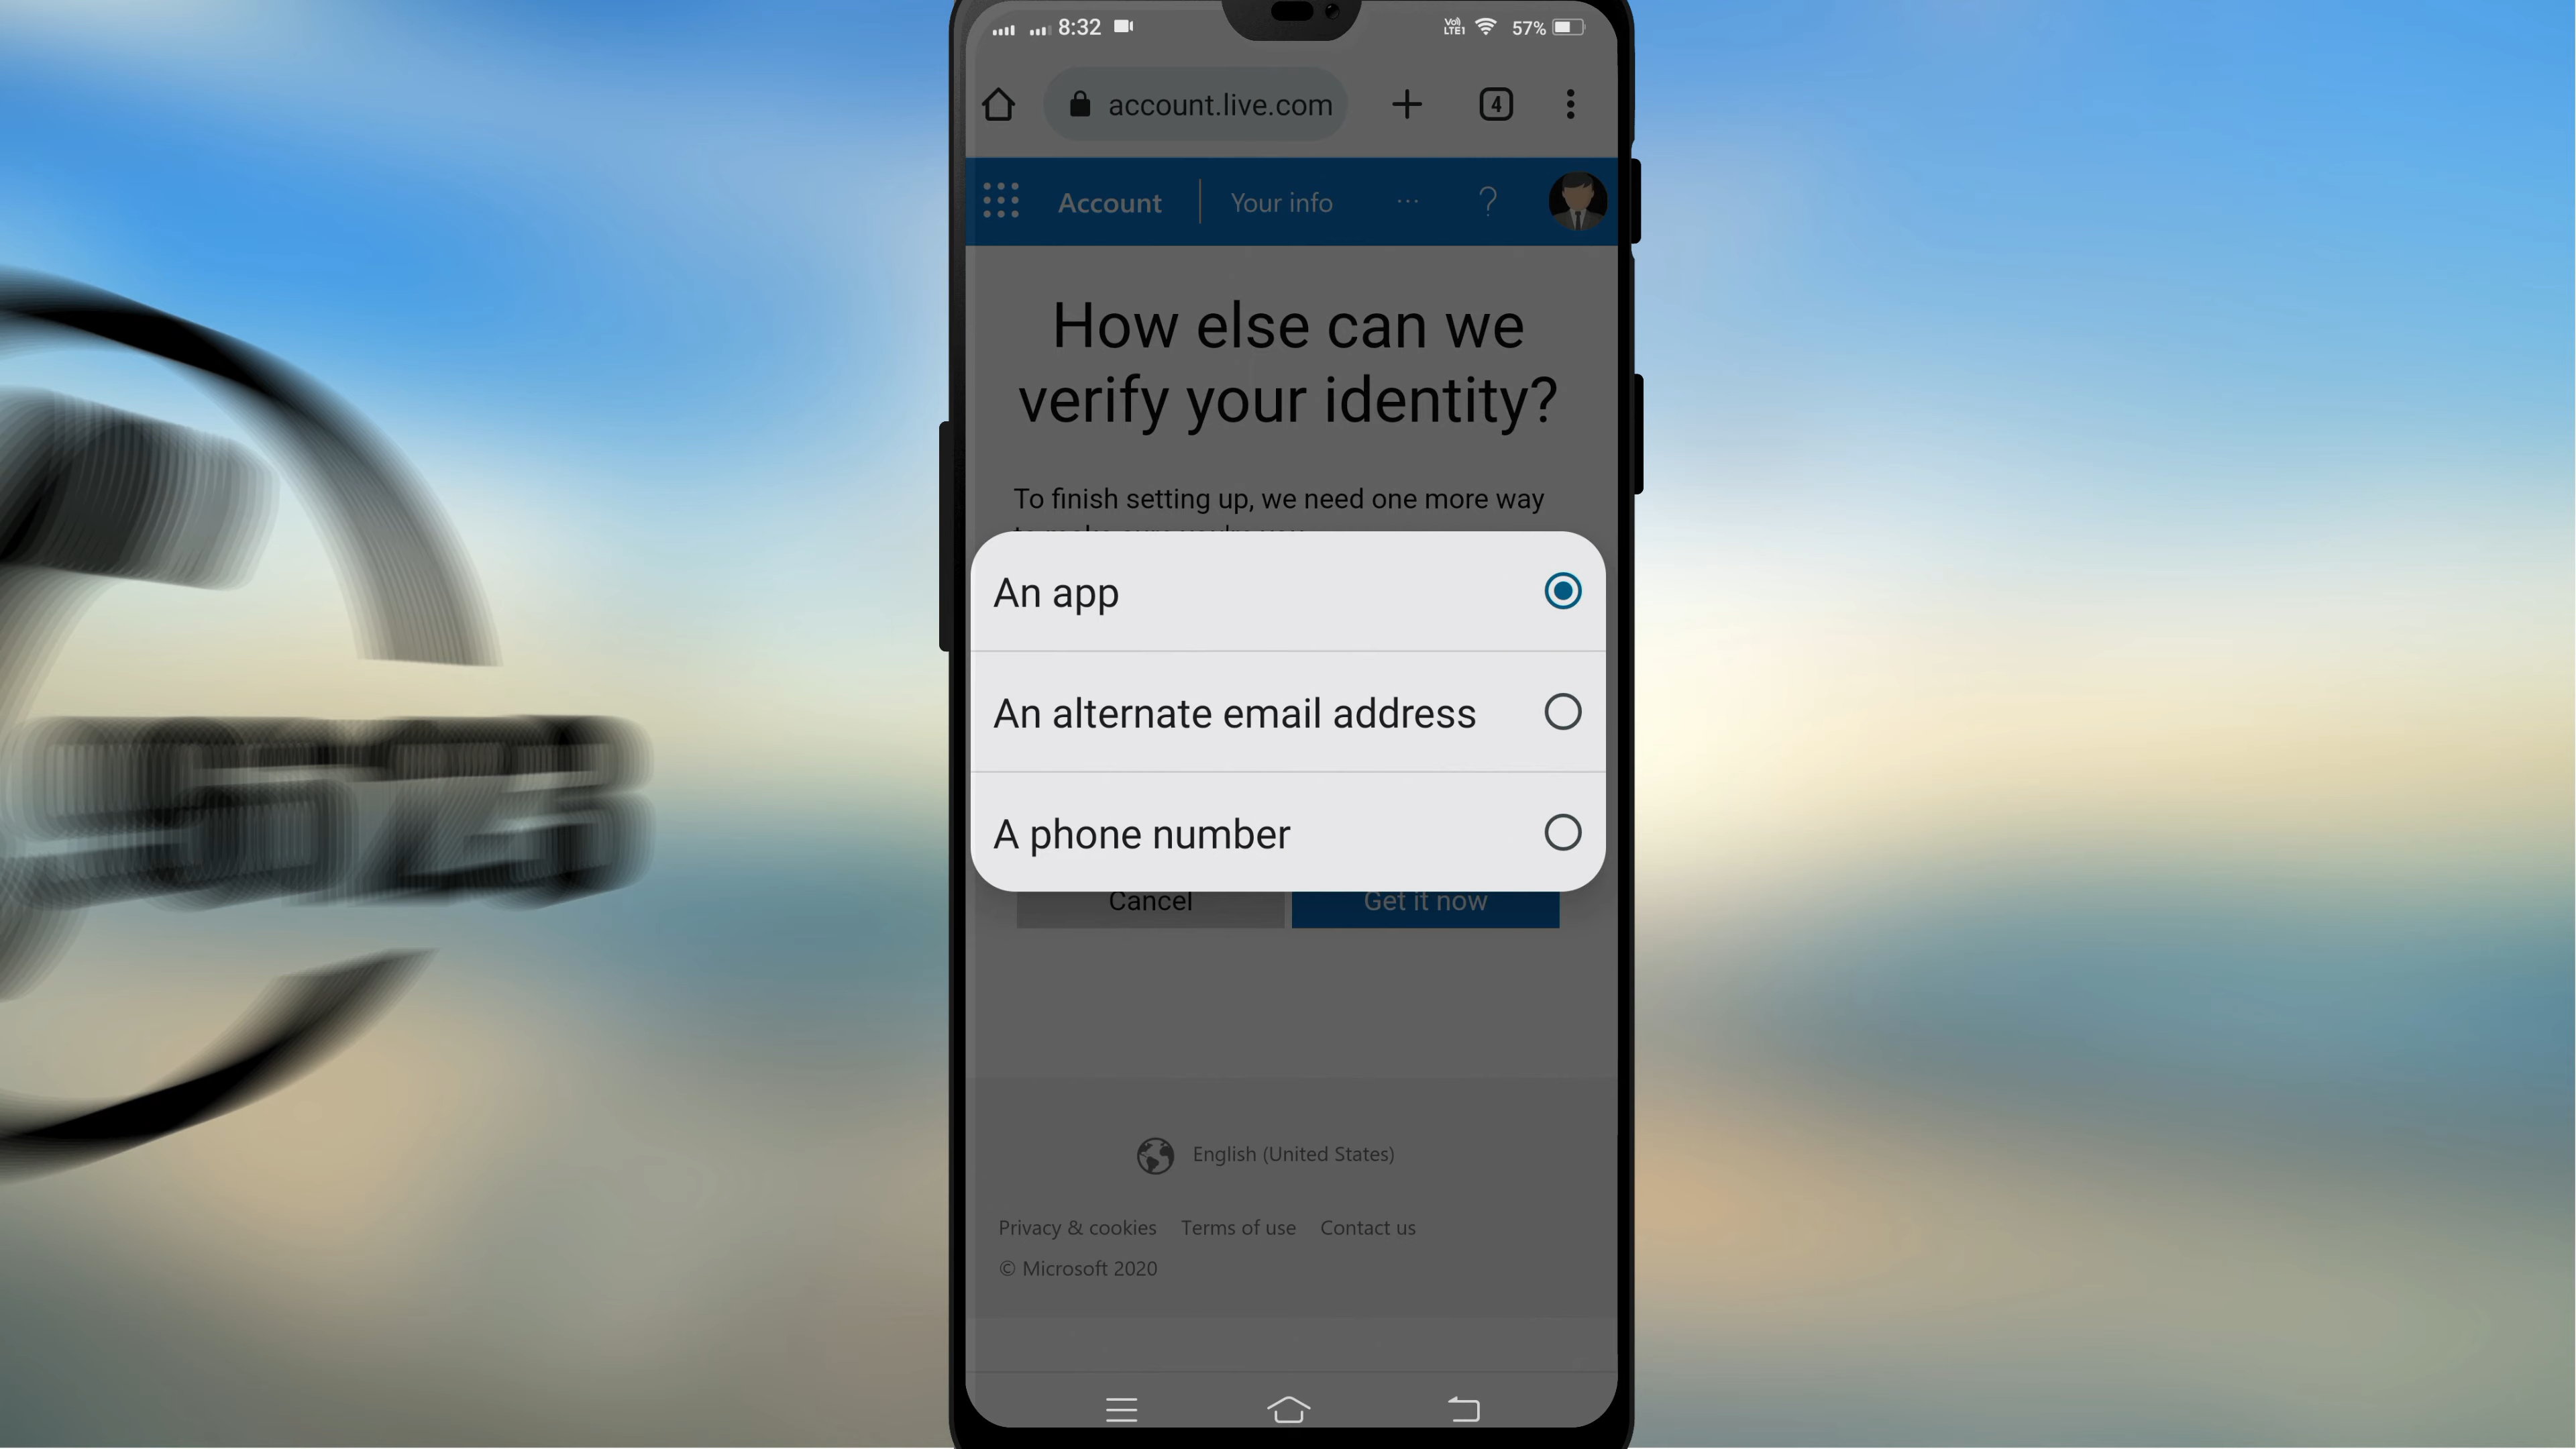 8:32
Vo)) LTE1
57%
account.live.com
4
Account
Your info
...
?
How else can we
verify your identity?
To finish setting up, we need one more way
An app
An alternate email address
A phone number
Cancel
Get it now
English (United States)
Privacy & cookies Terms of use Contact us
© Microsoft 2020